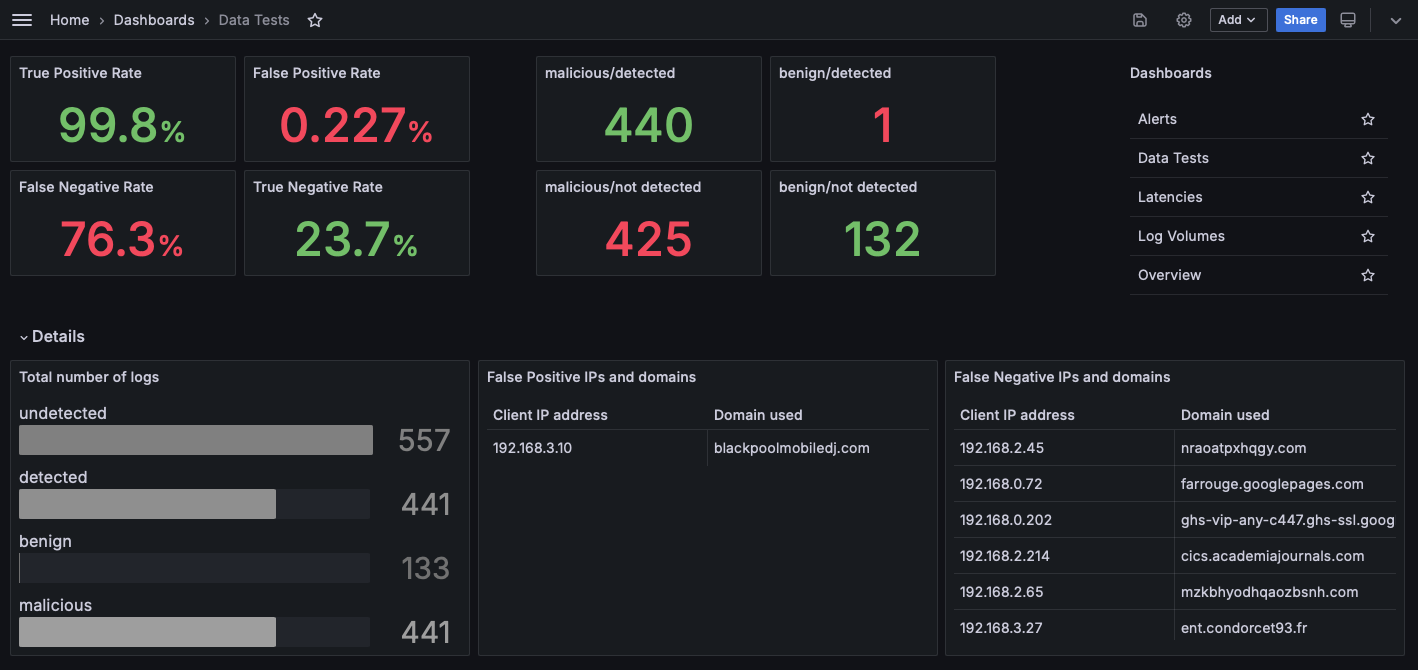 Home › Dashboards › Data Tests
Add
Share
True Positive Rate
99.8%
False Positive Rate
0.227%
malicious/detected
440
benign/detected
1
False Negative Rate
76.3%
True Negative Rate
23.7%
malicious/not detected
425
benign/not detected
132
Dashboards
Alerts
Data Tests
Latencies
Log Volumes
Overview
Details
Total number of logs
undetected
557
detected
441
benign
133
malicious
441
False Positive IPs and domains
Client IP address Domain used
192.168.3.10 blackpoolmobiledj.com
False Negative IPs and domains
Client IP address Domain used
192.168.2.45 nraoatpxhqgy.com
192.168.0.72 farrouge.googlepages.com
192.168.0.202 ghs-vip-any-c447.ghs-ssl.goog
192.168.2.214 cics.academiajournals.com
192.168.2.65 mzkbhyodhqaozbsnh.com
192.168.3.27 ent.condorcet93.fr